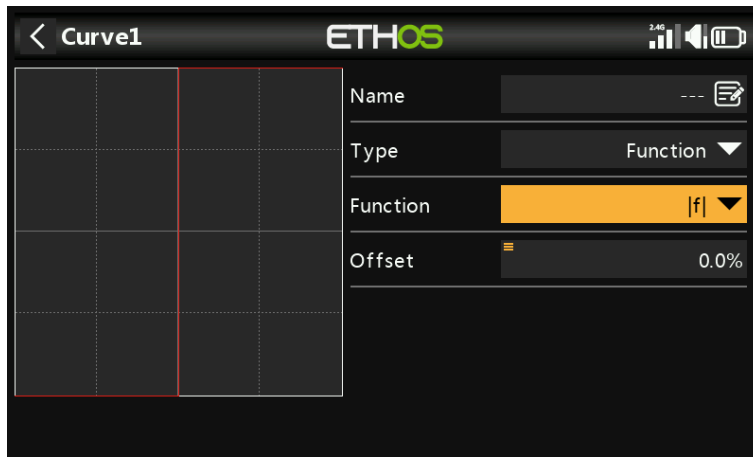 Curve1
ETHOS
2.4G
Name
---
Type
Function
Function
|f|
Offset
0.0%